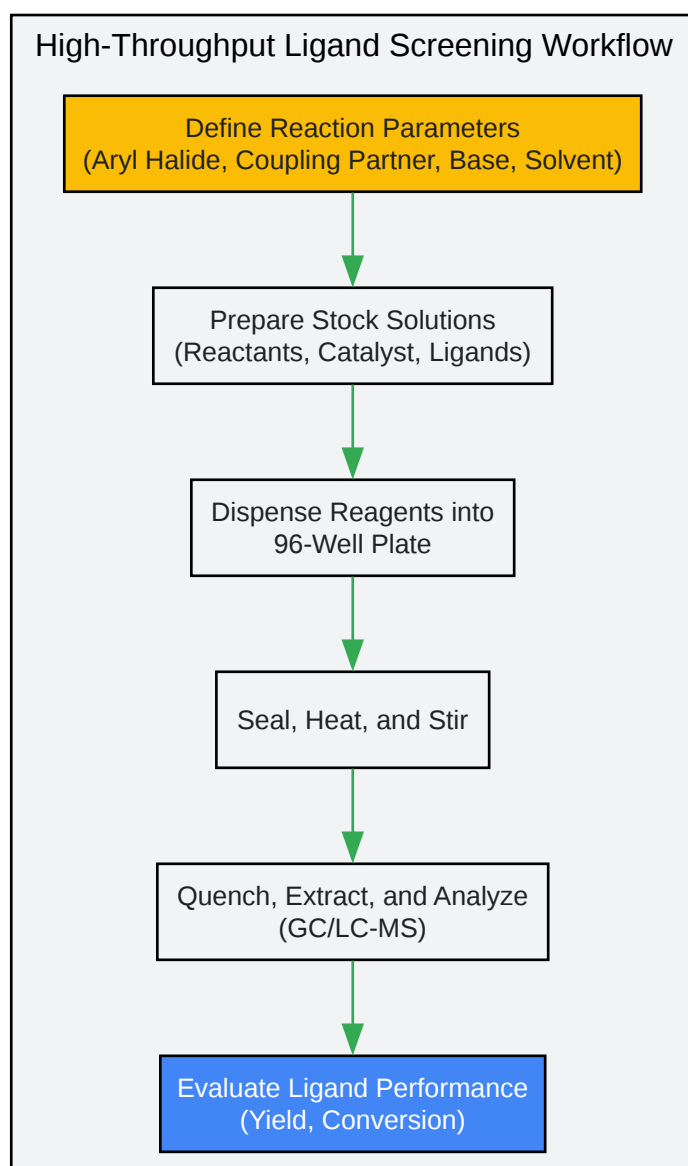 High-Throughput Ligand Screening Workflow
Define Reaction Parameters
(Aryl Halide, Coupling Partner, Base, Solvent)
Prepare Stock Solutions
(Reactants, Catalyst, Ligands)
Dispense Reagents into
96-Well Plate
Seal, Heat, and Stir
Quench, Extract, and Analyze
(GC/LC-MS)
Evaluate Ligand Performance
(Yield, Conversion)